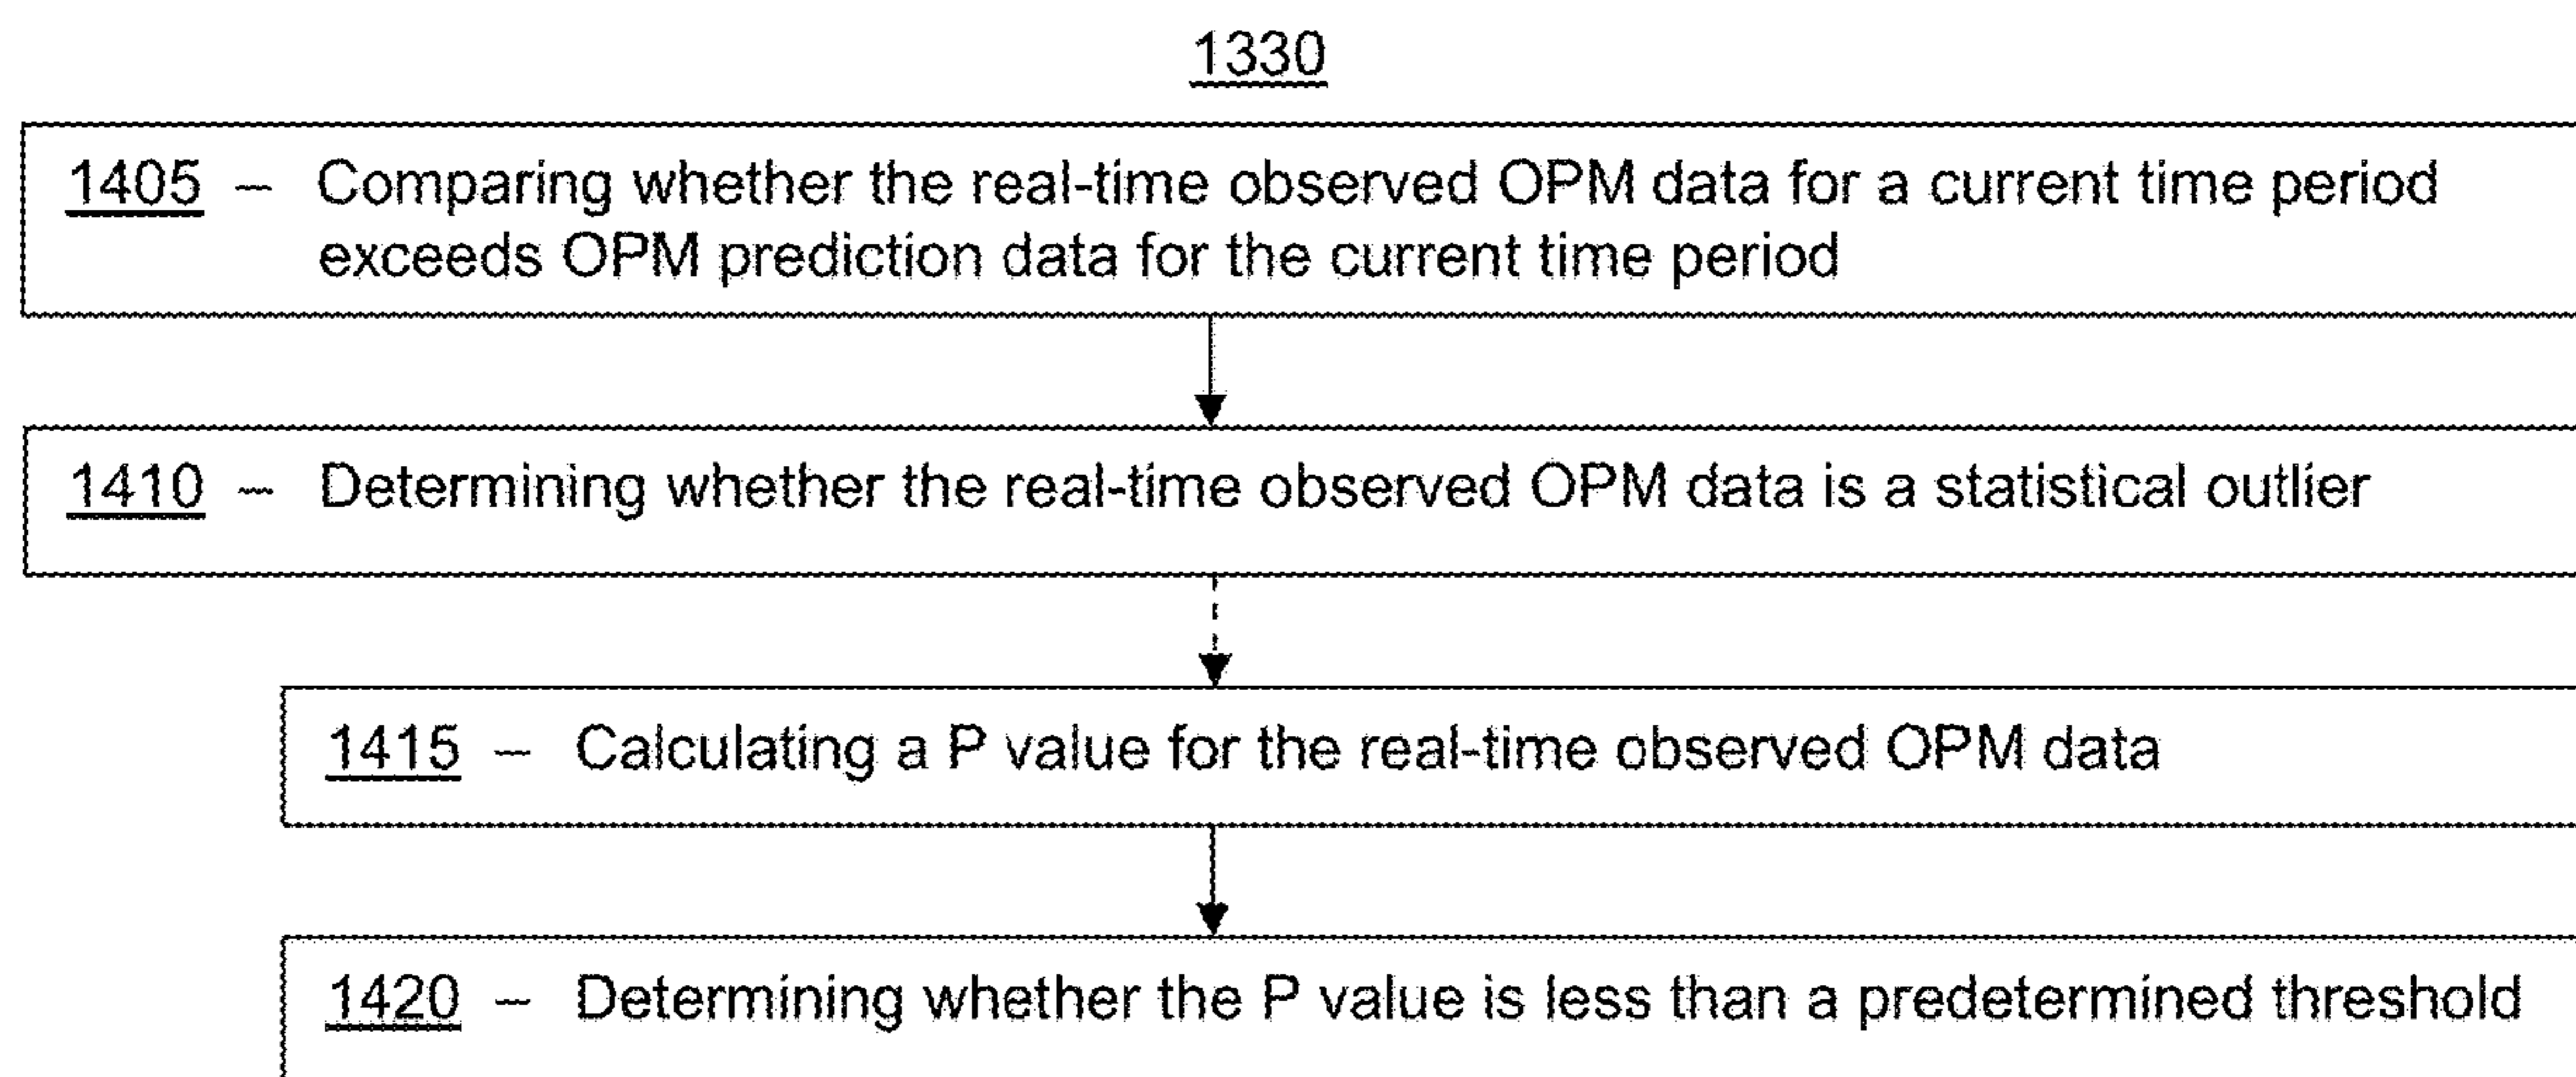 1330
1405 – Comparing whether the real-time observed OPM data for a current time period
exceeds OPM prediction data for the current time period
1410 – Determining whether the real-time observed OPM data is a statistical outlier
1415 – Calculating a P value for the real-time observed OPM data
1420 – Determining whether the P value is less than a predetermined threshold